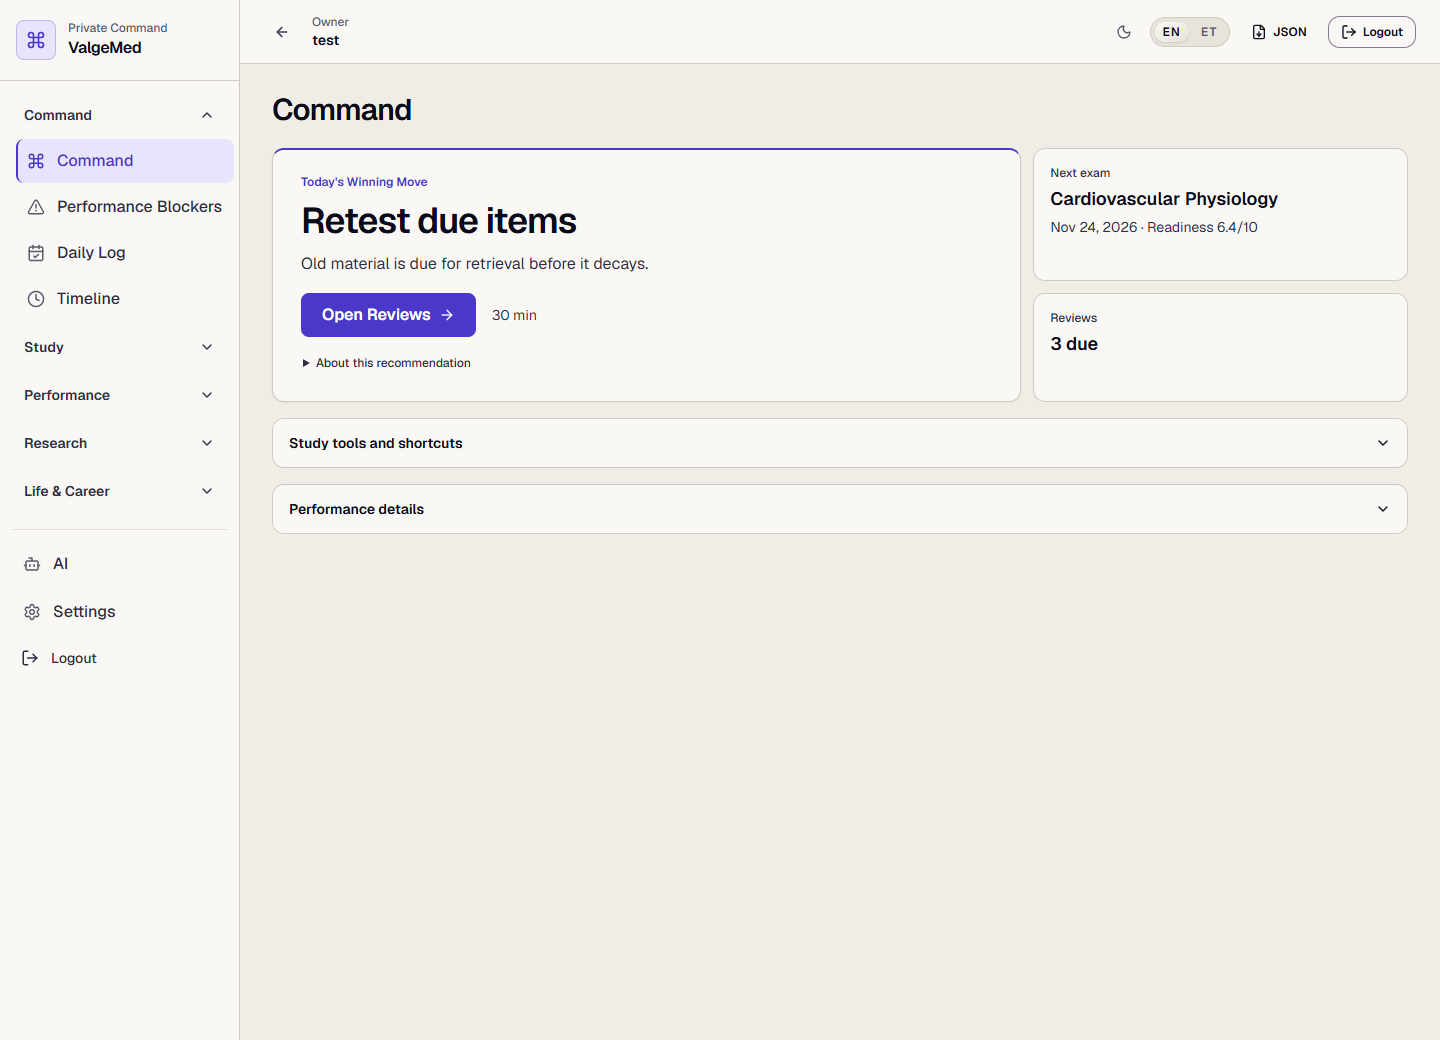 Private Command
ValgeMed
Command
Command
Performance Blockers
Daily Log
Timeline
Study
Performance
Research
Life & Career
AI
Settings
Logout
Owner
test
EN ET
JSON
Logout
Command
Today's Winning Move
Retest due items
Old material is due for retrieval before it decays.
Open Reviews
30 min
About this recommendation
Next exam
Cardiovascular Physiology
Nov 24, 2026 · Readiness 6.4/10
Reviews
3 due
Study tools and shortcuts
Performance details